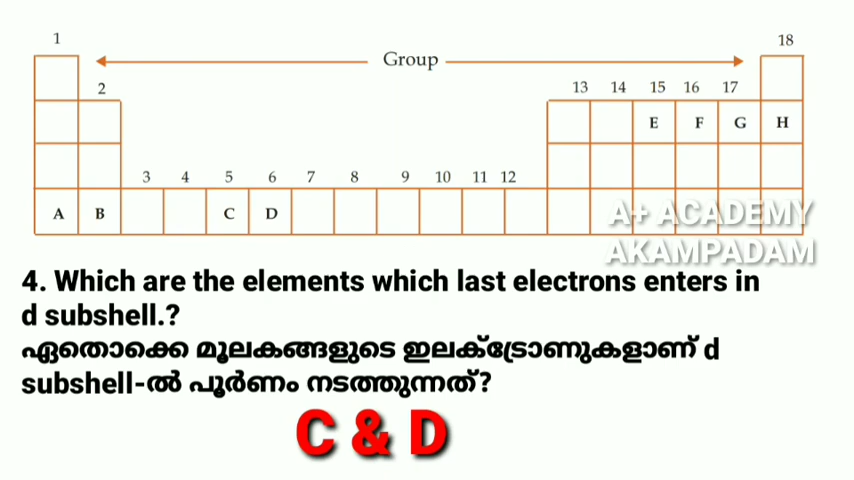 1
18
Group
2
13 14 15 16 17
E F G H
3 4 5 6 7 8 9 10 11 12
A B C D
A+ ACADEMY
AKAMPADAM
4. Which are the elements which last electrons enters in
d subshell.?
ഏതൊക്കെ മൂലകങ്ങളുടെ ഇലക്ട്രോണുകളാണ് d
subshell-ൽ പൂർണം നടത്തുന്നത്?
C & D